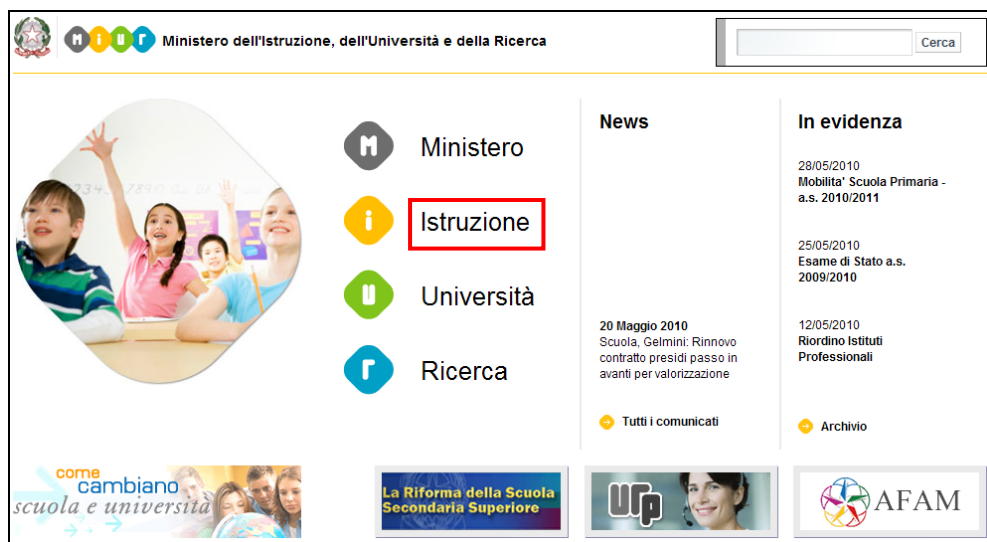 miur Ministero dell'Istruzione, dell'Università e della Ricerca
Cerca
m Ministero
i Istruzione
u Università
r Ricerca
News
20 Maggio 2010
Scuola, Gelmini: Rinnovo
contratto presidi passo in
avanti per valorizzazione
Tutti i comunicati
In evidenza
28/05/2010
Mobilita' Scuola Primaria -
a.s. 2010/2011
25/05/2010
Esame di Stato a.s.
2009/2010
12/05/2010
Riordino Istituti
Professionali
Archivio
come
cambiano
scuola e università
La Riforma della Scuola
Secondaria Superiore
urp
AFAM